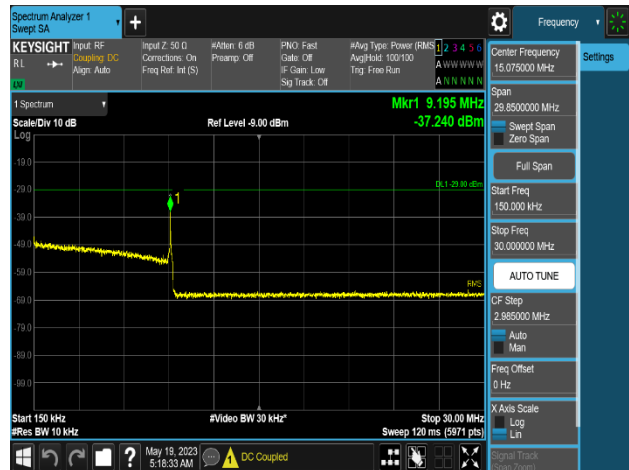 Spectrum Analyzer 1
Swept SA
Frequency
KEYSIGHT
Input: RF
Coupling: DC
Align: Auto
Input Z: 50 Ω
Corrections: On
Freq Ref: Int (S)
#Atten: 6 dB
Preamp: Off
PNO: Fast
Gate: Off
IF Gain: Low
Sig Track: Off
#Avg Type: Power (RMS
Avg|Hold: 100/100
Trig: Free Run
1 2 3 4 5 6
A W W W W W
A N N N N N
R L
1 Spectrum
Scale/Div 10 dB
Log
Ref Level -9.00 dBm
Mkr1 9.195 MHz
-37.240 dBm
DL1 -29.00 dBm
1
-19.0
-29.0
-39.0
-49.0
-59.0
-69.0
-79.0
-89.0
-99.0
RMS
Start 150 kHz
#Res BW 10 kHz
#Video BW 30 kHz*
Stop 30.00 MHz
Sweep 120 ms (5971 pts)
May 19, 2023
5:18:33 AM
DC Coupled
Settings
Center Frequency
15.075000 MHz
Span
29.8500000 MHz
Swept Span
Zero Span
Full Span
Start Freq
150.000 kHz
Stop Freq
30.000000 MHz
AUTO TUNE
CF Step
2.985000 MHz
Auto
Man
Freq Offset
0 Hz
X Axis Scale
Log
Lin
Signal Track
(Span Zoom)